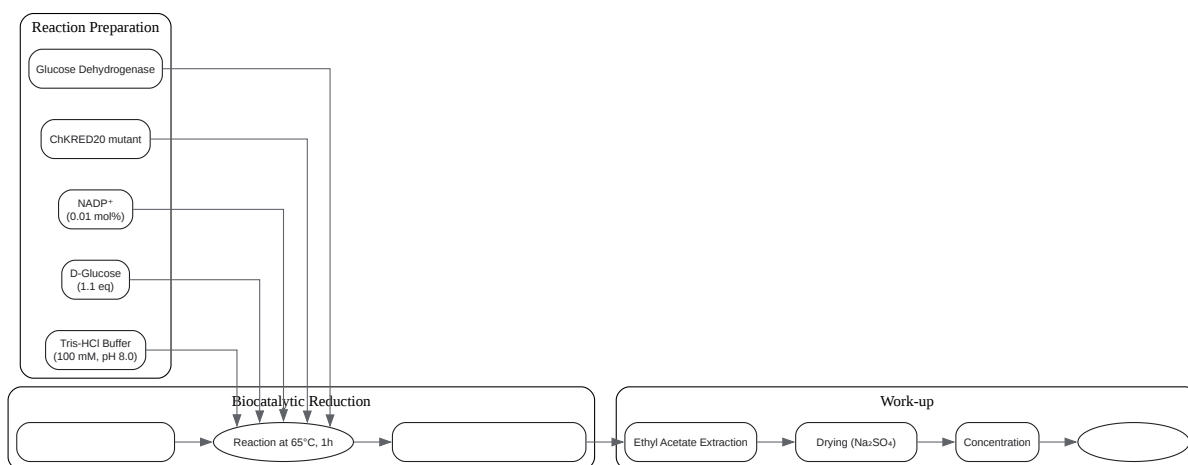 Reaction Preparation
Glucose Dehydrogenase
ChKRED20 mutant
NADP⁺
(0.01 mol%)
D-Glucose
(1.1 eq)
Tris-HCl Buffer
(100 mM, pH 8.0)
Biocatalytic Reduction
Reaction at 65°C, 1h
Work-up
Ethyl Acetate Extraction
Drying (Na₂SO₄)
Concentration